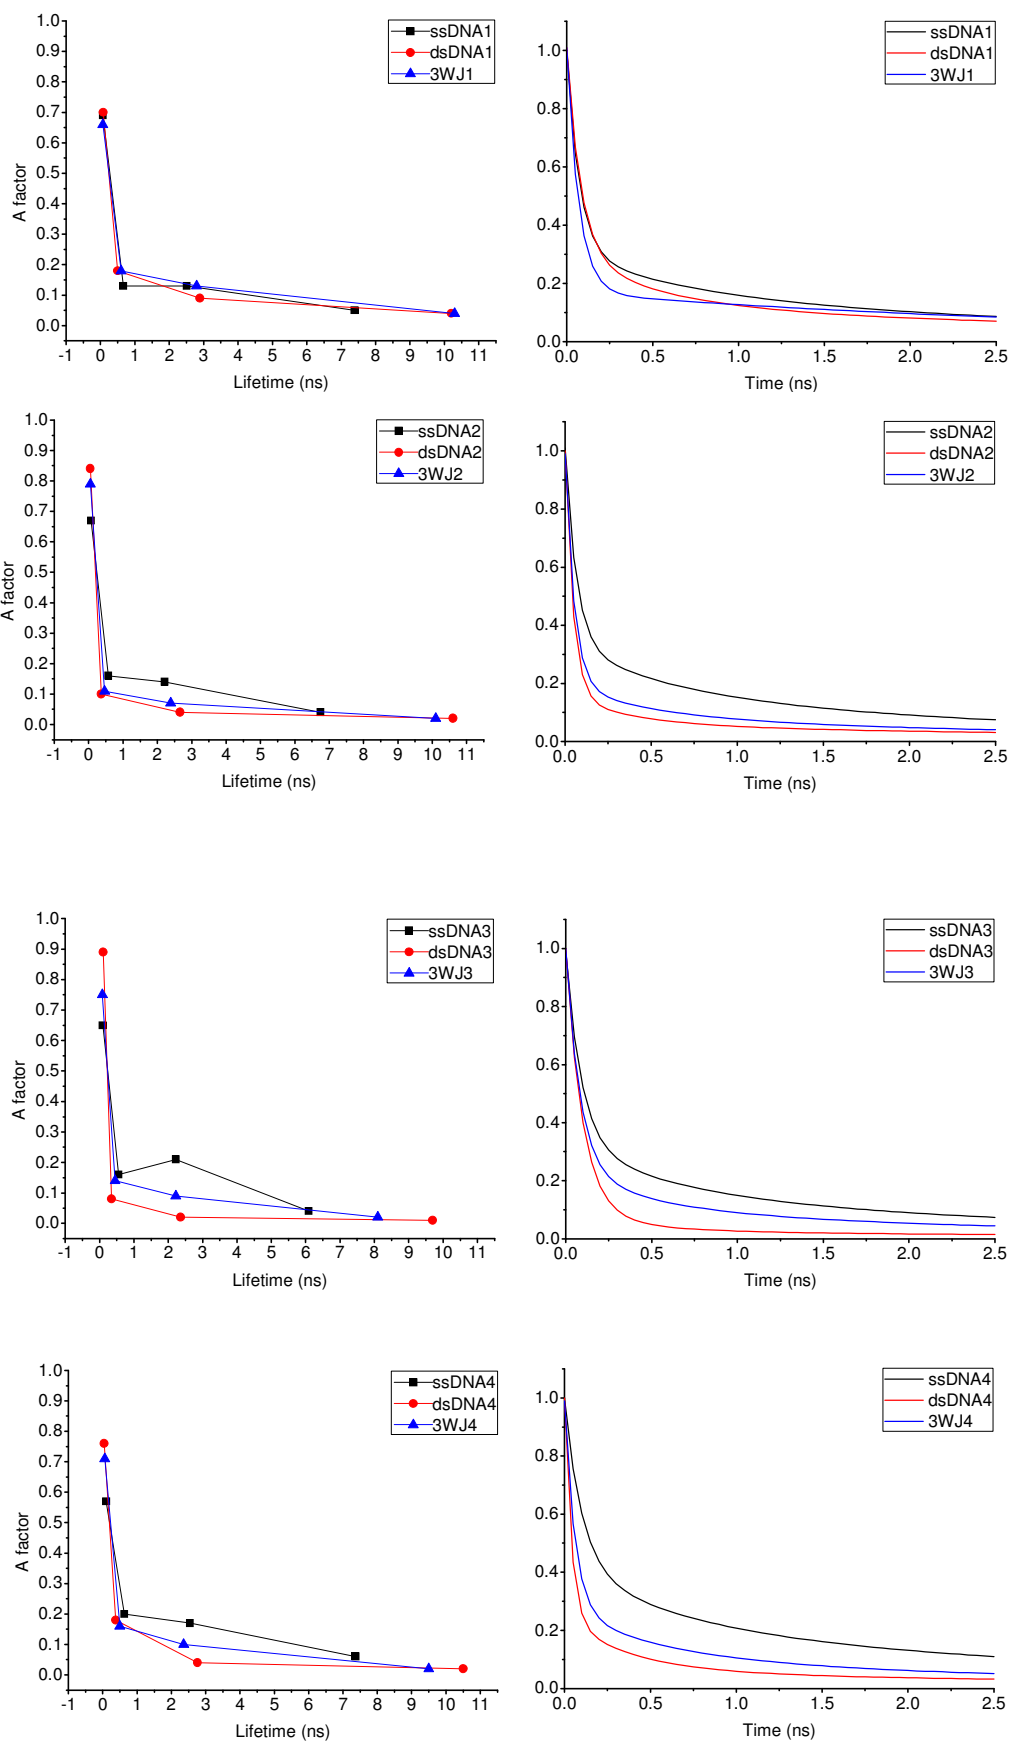 1.0
0.9
0.8
0.7
0.6
0.5
0.4
0.3
0.2
0.1
0.0
A factor
-1 0 1 2 3 4 5 6 7 8 9 10 11
Lifetime (ns)
ssDNA1
dsDNA1
3WJ1
1.0
0.8
0.6
0.4
0.2
0.0
0.0 0.5 1.0 1.5 2.0 2.5
Time (ns)
ssDNA1
dsDNA1
3WJ1
1.0
0.9
0.8
0.7
0.6
0.5
0.4
0.3
0.2
0.1
0.0
A factor
-1 0 1 2 3 4 5 6 7 8 9 10 11
Lifetime (ns)
ssDNA2
dsDNA2
3WJ2
1.0
0.8
0.6
0.4
0.2
0.0
0.0 0.5 1.0 1.5 2.0 2.5
Time (ns)
ssDNA2
dsDNA2
3WJ2
1.0
0.9
0.8
0.7
0.6
0.5
0.4
0.3
0.2
0.1
0.0
A factor
-1 0 1 2 3 4 5 6 7 8 9 10 11
Lifetime (ns)
ssDNA3
dsDNA3
3WJ3
1.0
0.8
0.6
0.4
0.2
0.0
0.0 0.5 1.0 1.5 2.0 2.5
Time (ns)
ssDNA3
dsDNA3
3WJ3
1.0
0.9
0.8
0.7
0.6
0.5
0.4
0.3
0.2
0.1
0.0
A factor
-1 0 1 2 3 4 5 6 7 8 9 10 11
Lifetime (ns)
ssDNA4
dsDNA4
3WJ4
1.0
0.8
0.6
0.4
0.2
0.0
0.0 0.5 1.0 1.5 2.0 2.5
Time (ns)
ssDNA4
dsDNA4
3WJ4